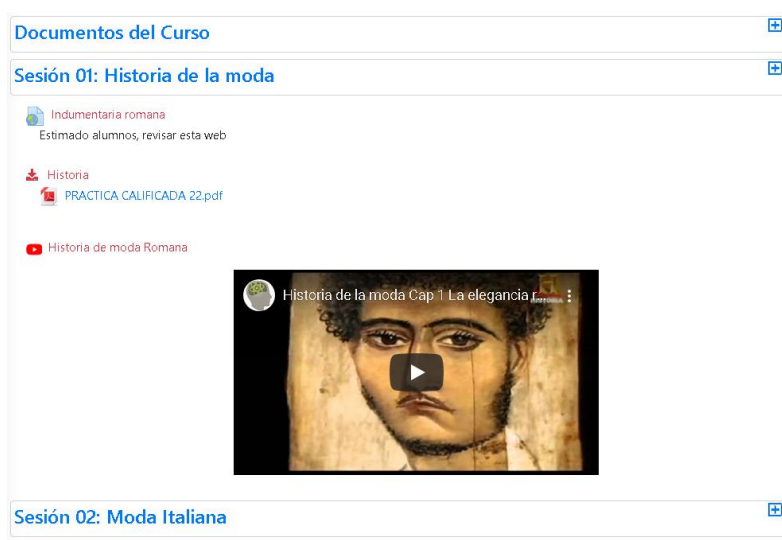 Documentos del Curso
Sesión 01: Historia de la moda
Indumentaria romana
Estimado alumnos, revisar esta web
Historia
PRACTICA CALIFICADA 22.pdf
Historia de moda Romana
Historia de la moda Cap 1 La elegancia r...
Sesión 02: Moda Italiana